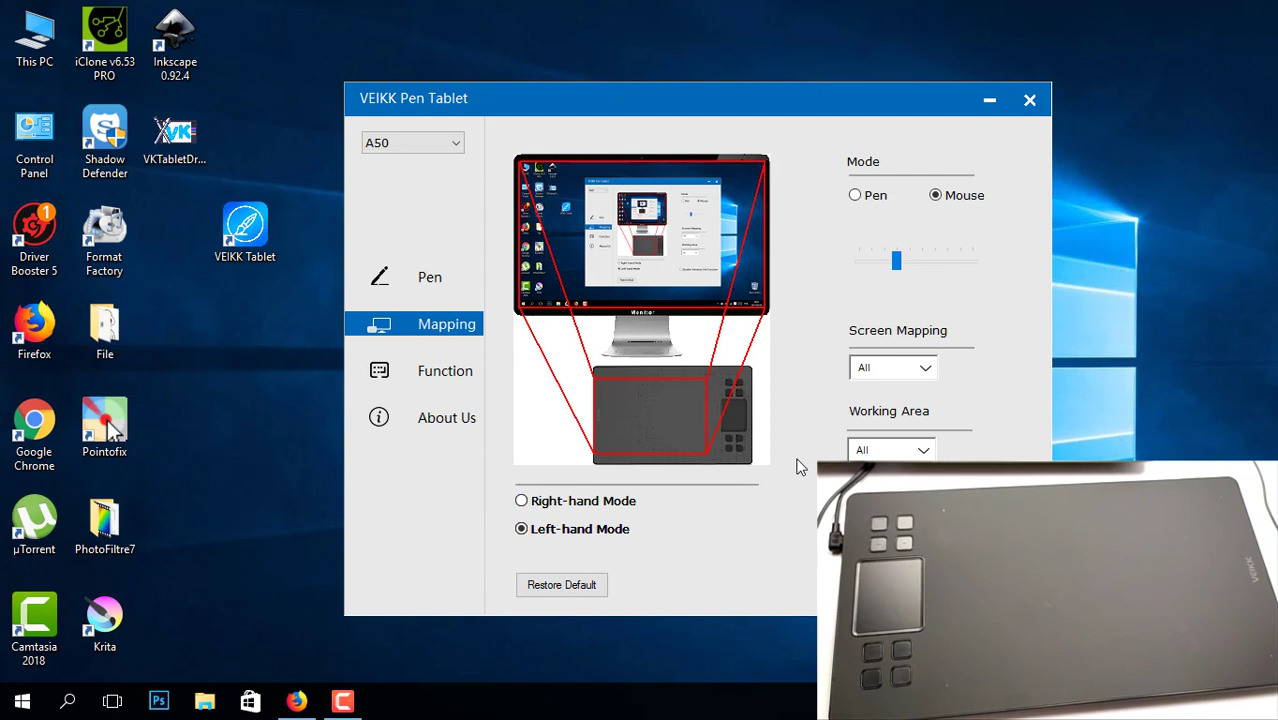 This PC
iClone v6.53
PRO
Inkscape
0.92.4
Control
Panel
Shadow
Defender
VKTabletDr...
1
Driver
Booster 5
Format
Factory
VEIKK Tablet
Firefox
File
Google
Chrome
Pointofix
µTorrent
PhotoFiltre7
Camtasia
2018
Krita
VEIKK Pen Tablet
A50
Pen
Mapping
Function
About Us
Monitor
Right-hand Mode
Left-hand Mode
Restore Default
Mode
Pen
Mouse
Screen Mapping
All
Working Area
All
VEIKK
Ps